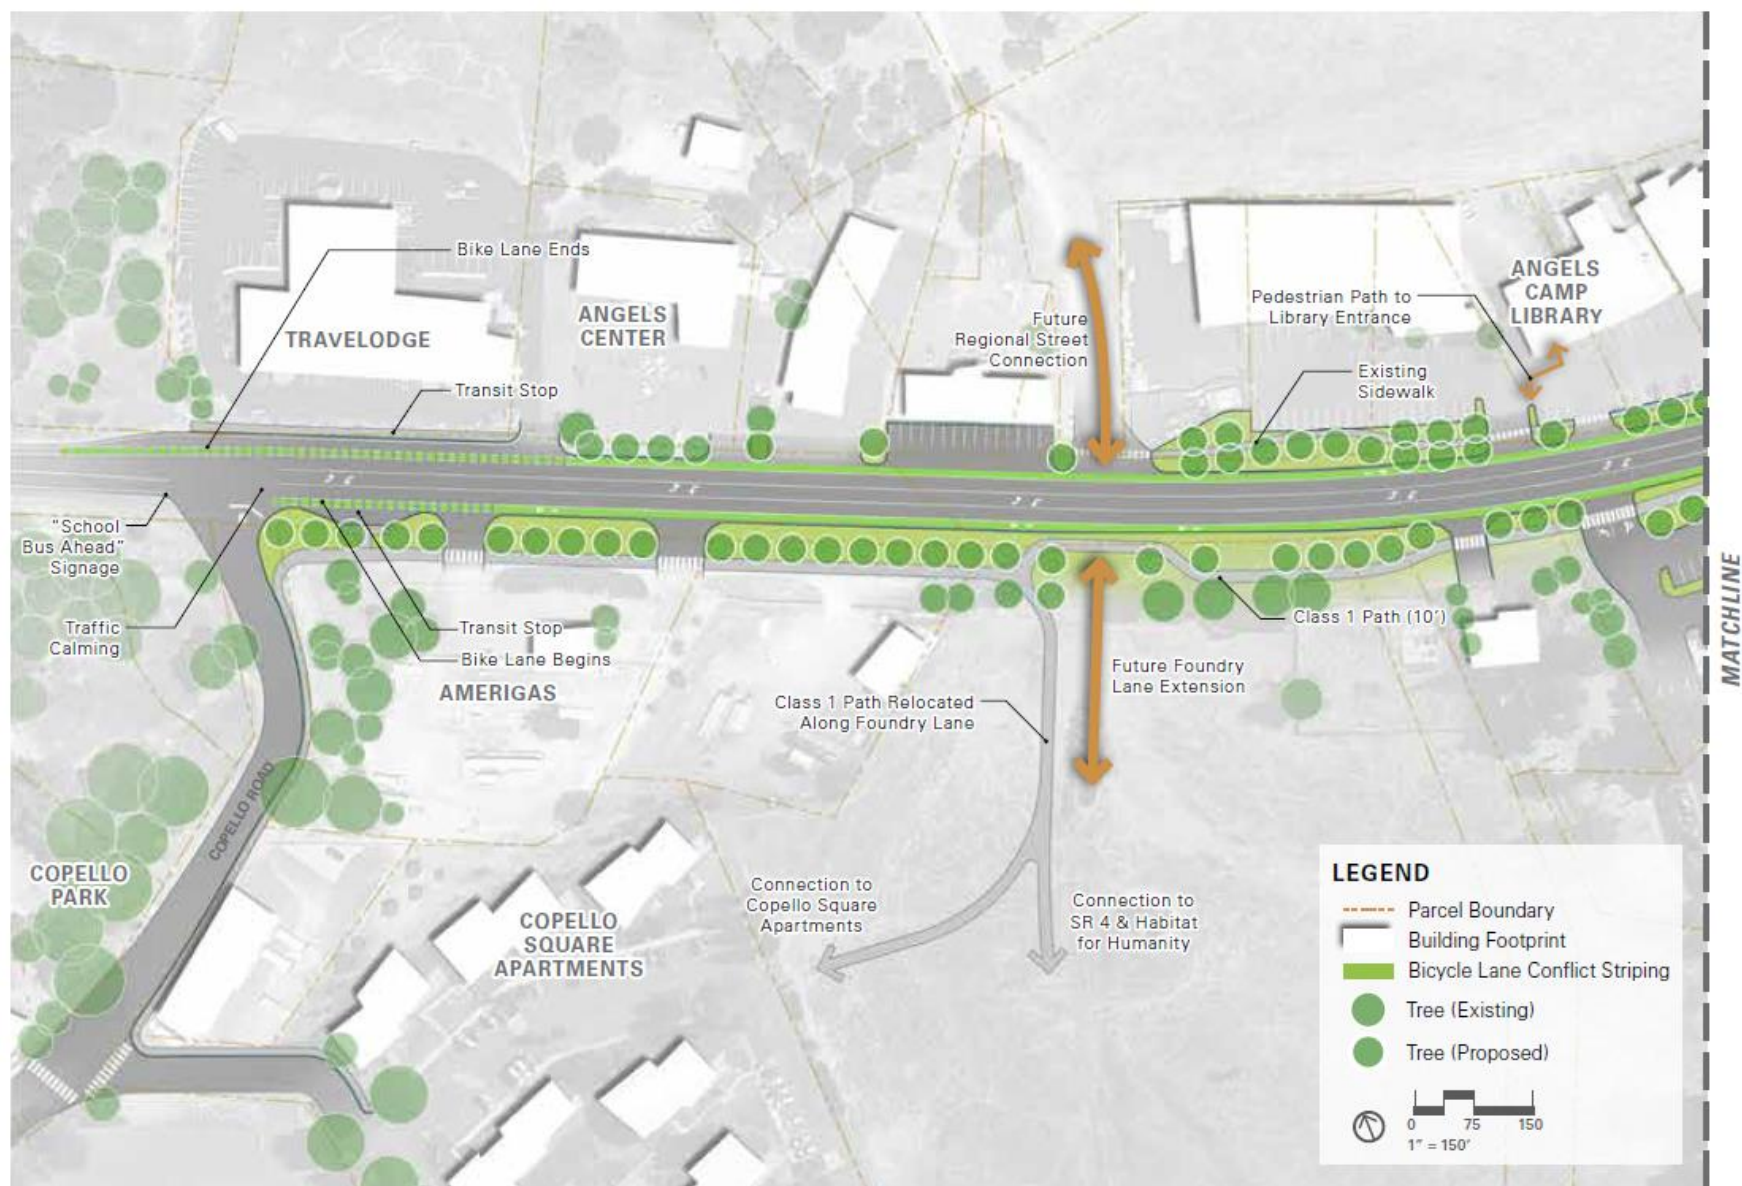 Bike Lane Ends
TRAVELODGE
ANGELS
CENTER
Transit Stop
Future
Regional Street
Connection
Pedestrian Path to
Library Entrance
ANGELS
CAMP
LIBRARY
Existing
Sidewalk
"School
Bus Ahead"
Signage
Traffic
Calming
Transit Stop
Bike Lane Begins
AMERIGAS
Class 1 Path (10')
Future Foundry
Lane Extension
Class 1 Path Relocated
Along Foundry Lane
MATCHLINE
COPELLO ROAD
COPELLO
PARK
COPELLO
SQUARE
APARTMENTS
Connection to
Copello Square
Apartments
Connection to
SR 4 & Habitat
for Humanity
LEGEND
Parcel Boundary
Building Footprint
Bicycle Lane Conflict Striping
Tree (Existing)
Tree (Proposed)
0 75 150
1" = 150'